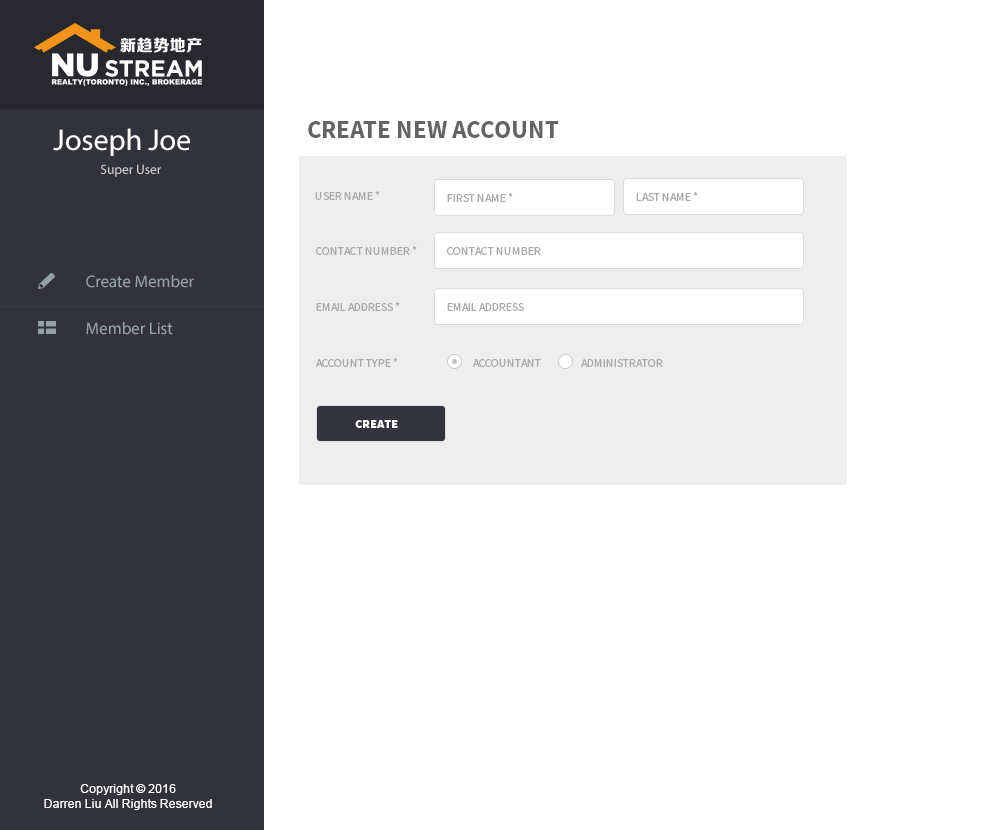 新趋势地产
NU STREAM
REALTY(TORONTO) INC., BROKERAGE
Joseph Joe
Super User
Create Member
Member List
Copyright © 2016
Darren Liu All Rights Reserved
CREATE NEW ACCOUNT
USER NAME * FIRST NAME * LAST NAME *
CONTACT NUMBER * CONTACT NUMBER
EMAIL ADDRESS * EMAIL ADDRESS
ACCOUNT TYPE * ACCOUNTANT ADMINISTRATOR
CREATE